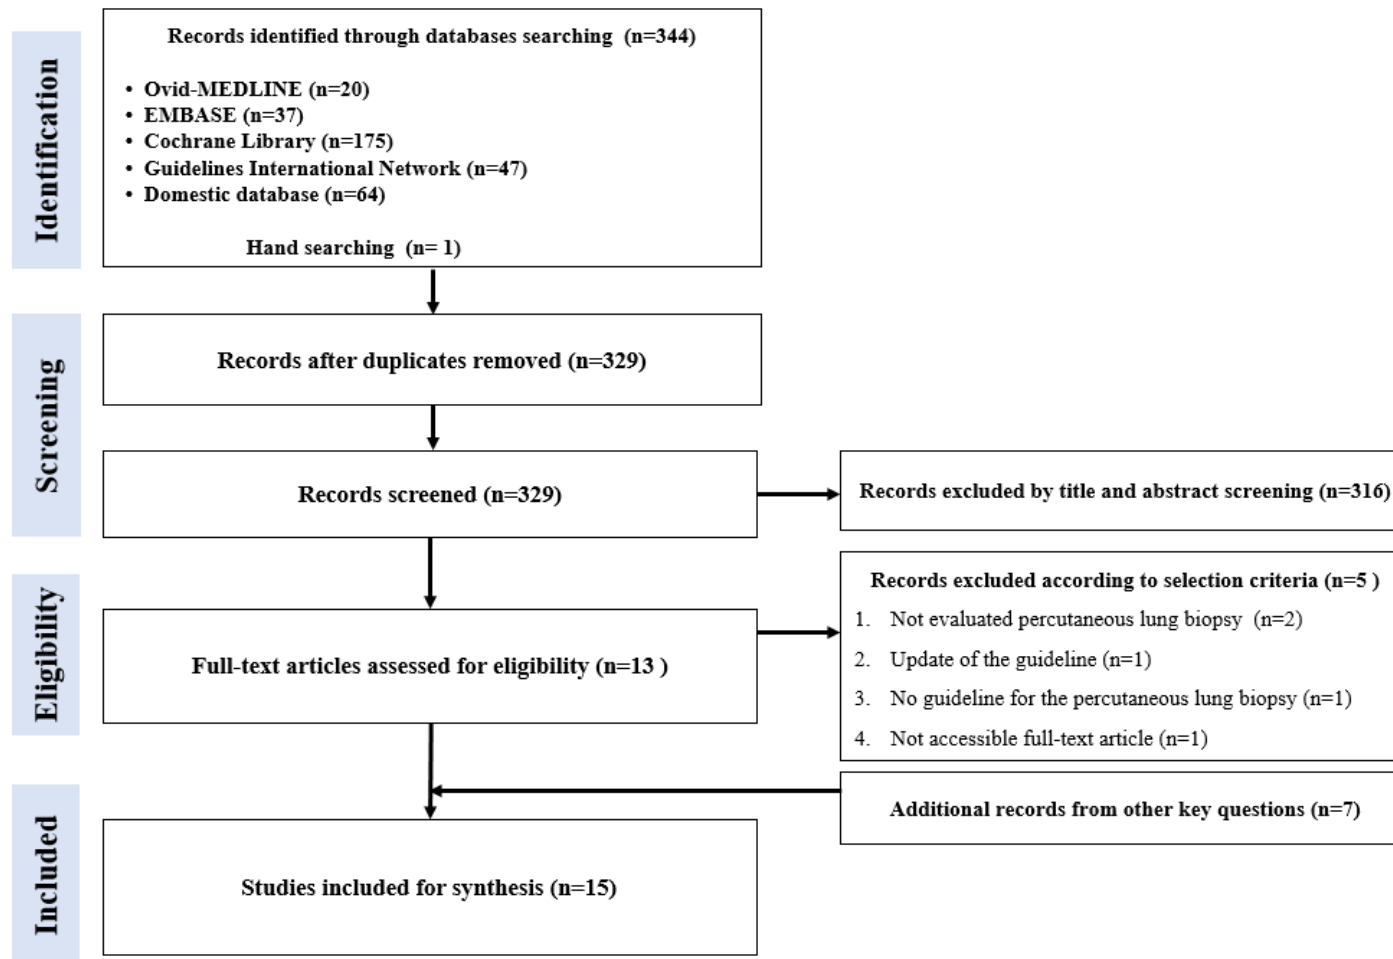 Identification
Records identified through databases searching (n=344)
• Ovid-MEDLINE (n=20)
• EMBASE (n=37)
• Cochrane Library (n=175)
• Guidelines International Network (n=47)
• Domestic database (n=64)
Hand searching (n= 1)
Screening
Records after duplicates removed (n=329)
Records screened (n=329)
Records excluded by title and abstract screening (n=316)
Eligibility
Full-text articles assessed for eligibility (n=13 )
Records excluded according to selection criteria (n=5 )
1. Not evaluated percutaneous lung biopsy (n=2)
2. Update of the guideline (n=1)
3. No guideline for the percutaneous lung biopsy (n=1)
4. Not accessible full-text article (n=1)
Additional records from other key questions (n=7)
Included
Studies included for synthesis (n=15)